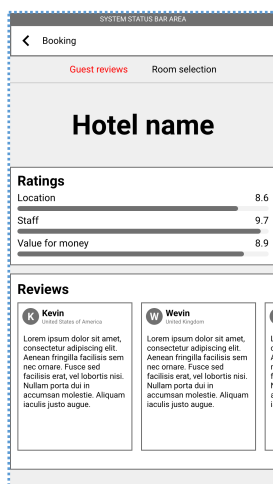 SYSTEM STATUS BAR AREA
Booking
Guest reviews Room selection
Hotel name
Ratings
Location 8.6
Staff 9.7
Value for money 8.9
Reviews
K Kevin
United States of America
Lorem ipsum dolor sit amet,
consectetur adipiscing elit.
Aenean fringilla facilisis sem
nec ornare. Fusce sed
facilisis erat, vel lobortis nisi.
Nullam porta dui in
accumsan molestie. Aliquam
iaculis justo augue.
W Wevin
United Kingdom
Lorem ipsum dolor sit amet,
consectetur adipiscing elit.
Aenean fringilla facilisis sem
nec ornare. Fusce sed
facilisis erat, vel lobortis nisi.
Nullam porta dui in
accumsan molestie. Aliquam
iaculis justo augue.